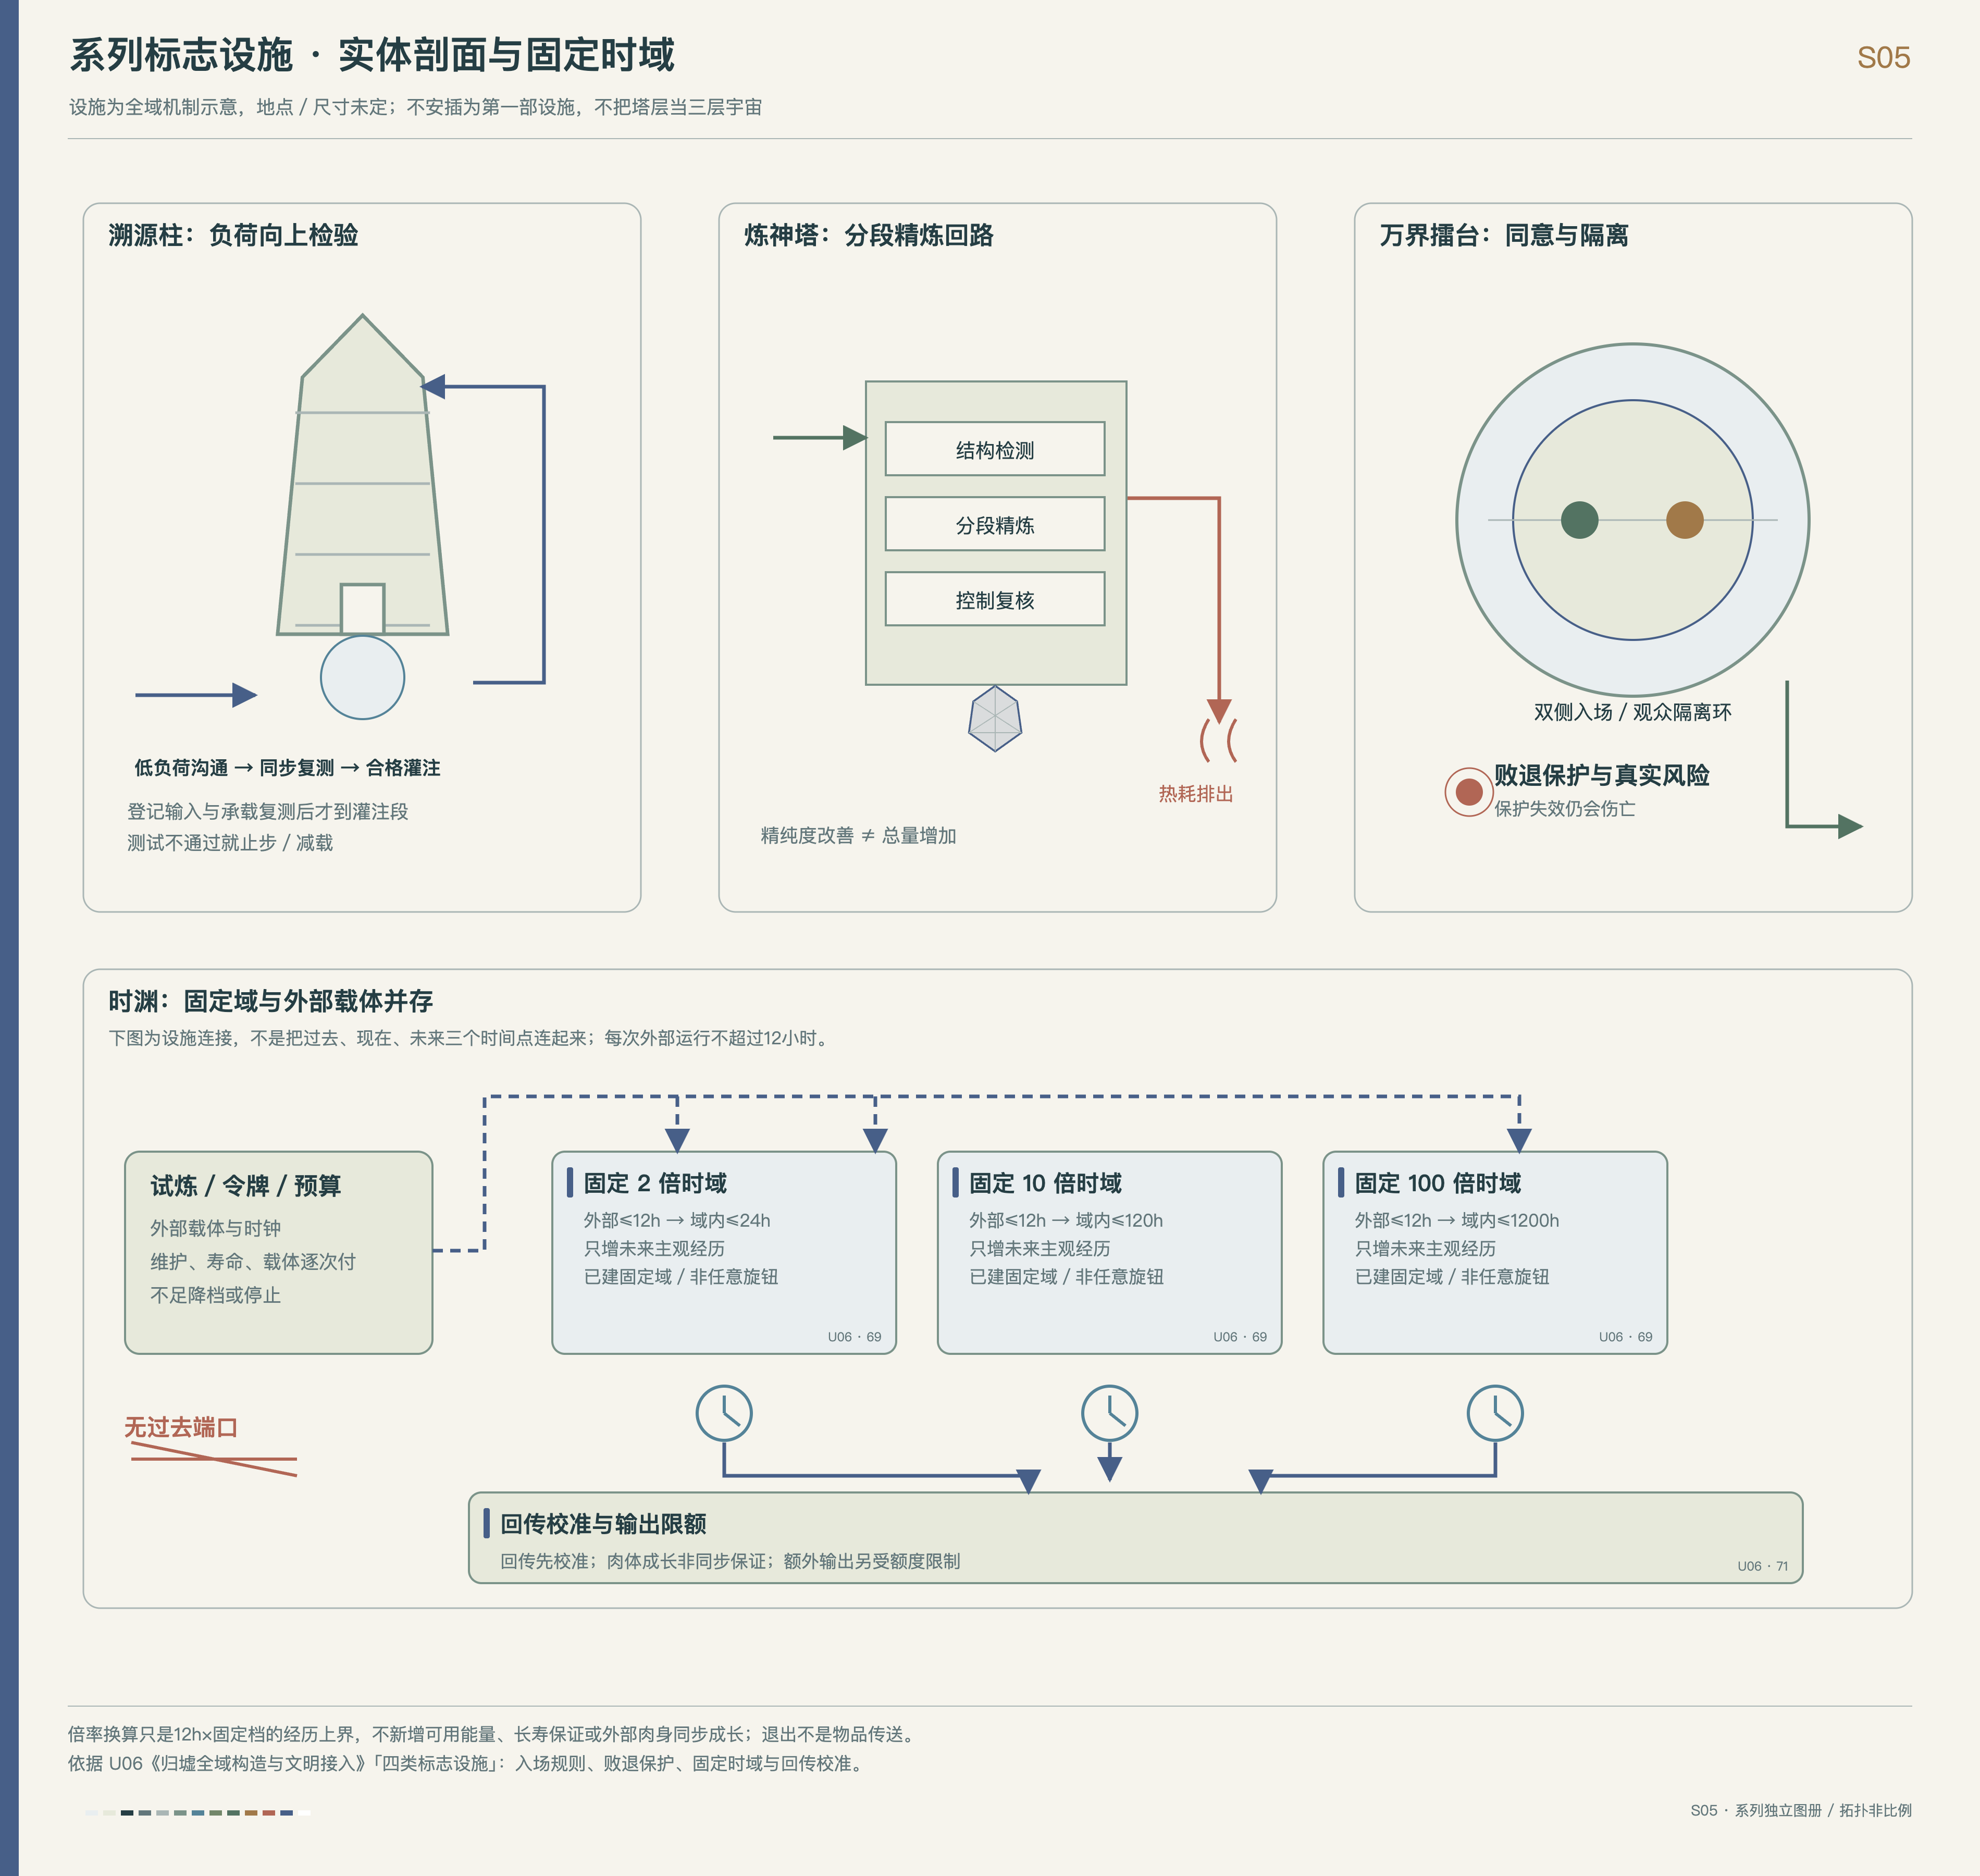 系列标志设施 · 实体剖面与固定时域
S05
设施为全域机制示意，地点 / 尺寸未定；不安插为第一部设施，不把塔层当三层宇宙
溯源柱：负荷向上检验
低负荷沟通 → 同步复测 → 合格灌注
登记输入与承载复测后才到灌注段
测试不通过就止步 / 减载
炼神塔：分段精炼回路
结构检测
分段精炼
控制复核
热耗排出
精纯度改善 ≠ 总量增加
万界擂台：同意与隔离
双侧入场 / 观众隔离环
败退保护与真实风险
保护失效仍会伤亡
时渊：固定域与外部载体并存
下图为设施连接，不是把过去、现在、未来三个时间点连起来；每次外部运行不超过12小时。
试炼 / 令牌 / 预算
外部载体与时钟
维护、寿命、载体逐次付
不足降档或停止
固定 2 倍时域
外部≤12h → 域内≤24h
只增未来主观经历
已建固定域 / 非任意旋钮
U06 · 69
固定 10 倍时域
外部≤12h → 域内≤120h
只增未来主观经历
已建固定域 / 非任意旋钮
U06 · 69
固定 100 倍时域
外部≤12h → 域内≤1200h
只增未来主观经历
已建固定域 / 非任意旋钮
U06 · 69
无过去端口
回传校准与输出限额
回传先校准；肉体成长非同步保证；额外输出另受额度限制
U06 · 71
倍率换算只是12h×固定档的经历上界，不新增可用能量、长寿保证或外部肉身同步成长；退出不是物品传送。
依据 U06《归墟全域构造与文明接入》「四类标志设施」：入场规则、败退保护、固定时域与回传校准。
S05 · 系列独立图册 / 拓扑非比例